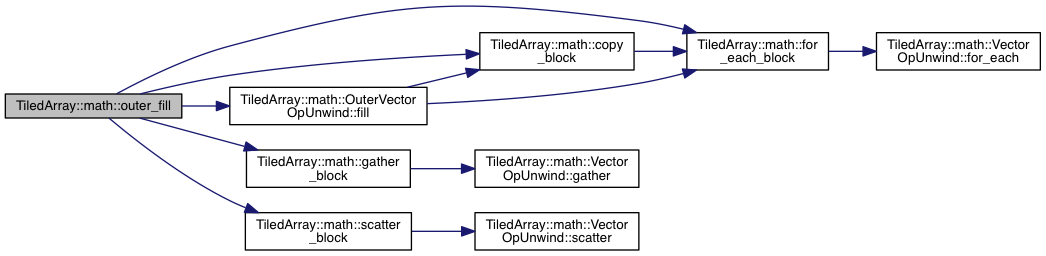 TiledArray::math::outer_fill
TiledArray::math::OuterVector
OpUnwind::fill
TiledArray::math::copy
_block
TiledArray::math::for
_each_block
TiledArray::math::Vector
OpUnwind::for_each
TiledArray::math::gather
_block
TiledArray::math::Vector
OpUnwind::gather
TiledArray::math::scatter
_block
TiledArray::math::Vector
OpUnwind::scatter